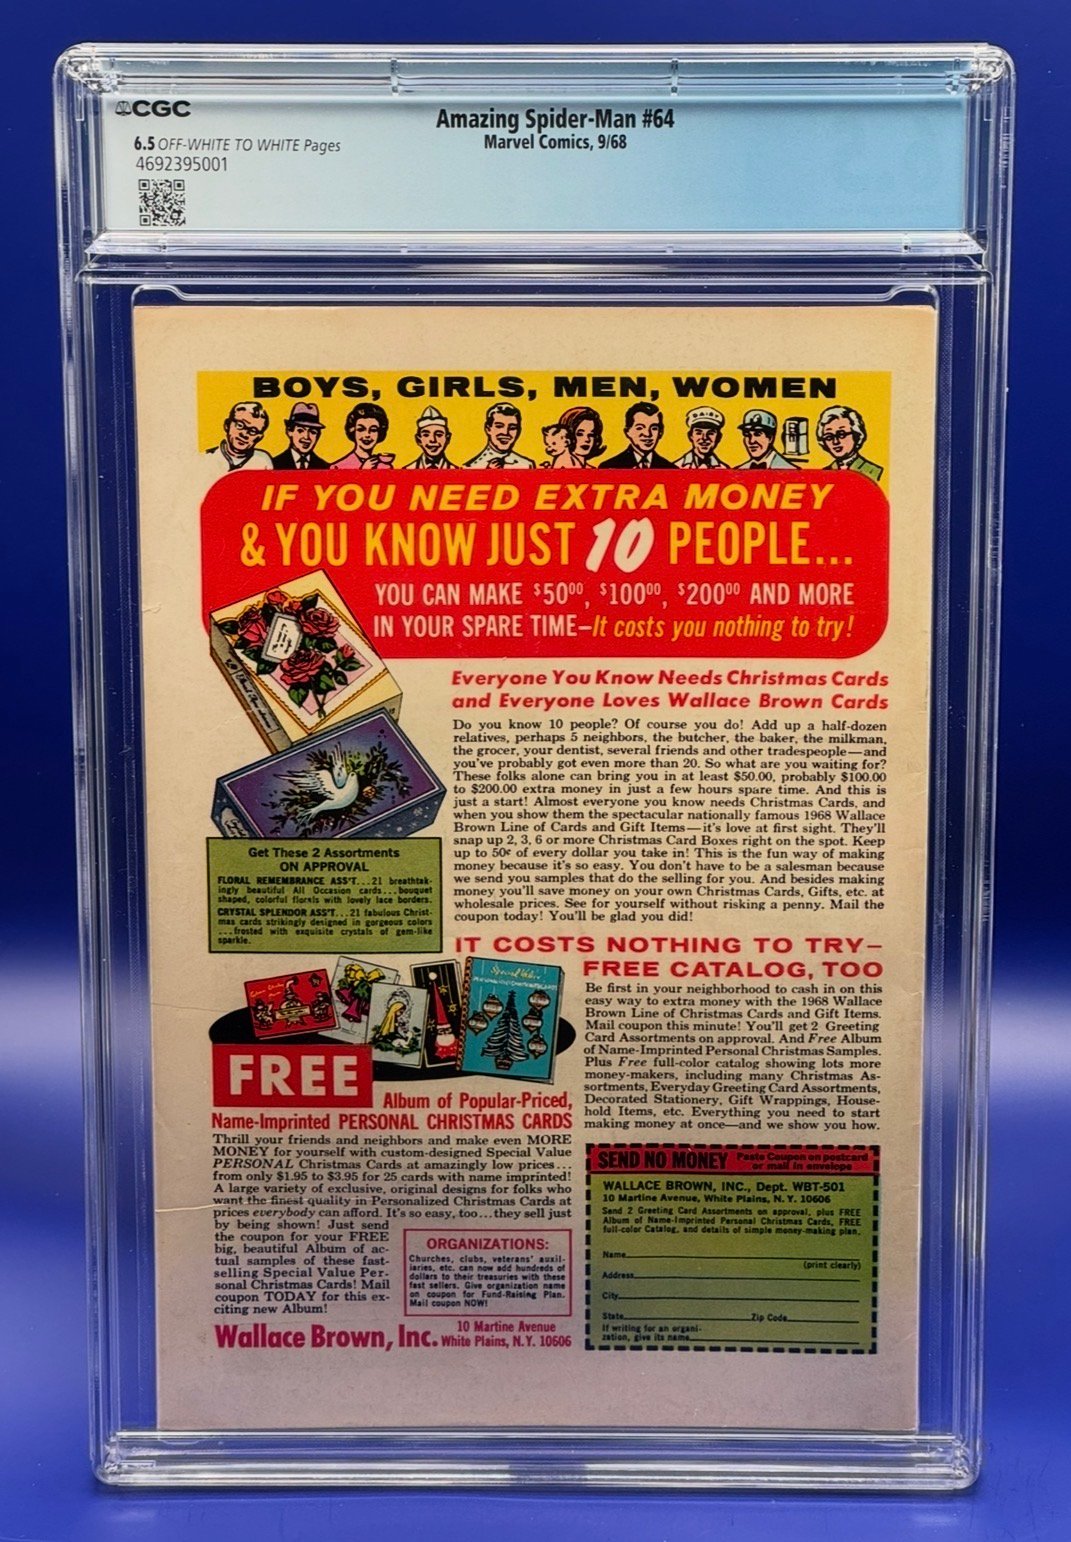 CGC
Amazing Spider-Man #64
Marvel Comics, 9/68
6.5 OFF-WHITE TO WHITE Pages
4692395001
BOYS, GIRLS, MEN, WOMEN
DAIRY
IF YOU NEED EXTRA MONEY
& YOU KNOW JUST 10 PEOPLE...
YOU CAN MAKE $50⁰⁰, $100⁰⁰, $200⁰⁰ AND MORE
IN YOUR SPARE TIME—It costs you nothing to try!
Everyone You Know Needs Christmas Cards
and Everyone Loves Wallace Brown Cards
Do you know 10 people? Of course you do! Add up a half-dozen
relatives, perhaps 5 neighbors, the butcher, the baker, the milkman,
the grocer, your dentist, several friends and other tradespeople—and
you've probably got even more than 20. So what are you waiting for?
These folks alone can bring you in at least $50.00, probably $100.00
to $200.00 extra money in just a few hours spare time. And this is
just a start! Almost everyone you know needs Christmas Cards, and
when you show them the spectacular nationally famous 1968 Wallace
Brown Line of Cards and Gift Items—it's love at first sight. They'll
snap up 2, 3, 6 or more Christmas Card Boxes right on the spot. Keep
up to 50¢ of every dollar you take in! This is the fun way of making
money because it's so easy. You don't have to be a salesman because
we send you samples that do the selling for you. And besides making
money you'll save money on your own Christmas Cards, Gifts, etc. at
wholesale prices. See for yourself without risking a penny. Mail the
coupon today! You'll be glad you did!
Get These 2 Assortments
ON APPROVAL
FLORAL REMEMBRANCE ASS'T...21 breathtak-
ingly beautiful All Occasion cards...bouquet
shaped, colorful florals with lovely lace borders.
CRYSTAL SPLENDOR ASS'T...21 fabulous Christ-
mas cards strikingly designed in gorgeous colors
...frosted with exquisite crystals of gem-like
sparkle.
IT COSTS NOTHING TO TRY—
FREE CATALOG, TOO
Be first in your neighborhood to cash in on this
easy way to extra money with the 1968 Wallace
Brown Line of Christmas Cards and Gift Items.
Mail coupon this minute! You'll get 2 Greeting
Card Assortments on approval. And Free Album
of Name-Imprinted Personal Christmas Samples.
Plus Free full-color catalog showing lots more
money-makers, including many Christmas As-
sortments, Everyday Greeting Card Assortments,
Decorated Stationery, Gift Wrappings, House-
hold Items, etc. Everything you need to start
making money at once—and we show you how.
Special Value
FREE
Album of Popular-Priced,
Name-Imprinted PERSONAL CHRISTMAS CARDS
Thrill your friends and neighbors and make even MORE
MONEY for yourself with custom-designed Special Value
PERSONAL Christmas Cards at amazingly low prices...
from only $1.95 to $3.95 for 25 cards with name imprinted!
A large variety of exclusive, original designs for folks who
want the finest quality in Personalized Christmas Cards at
prices everybody can afford. It's so easy, too...they sell just
by being shown! Just send
the coupon for your FREE
big, beautiful Album of ac-
tual samples of these fast-
selling Special Value Per-
sonal Christmas Cards! Mail
coupon TODAY for this ex-
citing new Album!
ORGANIZATIONS:
Churches, clubs, veterans' auxil-
iaries, etc. can now add hundreds of
dollars to their treasuries with these
fast sellers. Give organization name
on coupon for Fund-Raising Plan.
Mail coupon NOW!
Wallace Brown, Inc. 10 Martine Avenue
White Plains, N.Y. 10606
SEND NO MONEY Paste Coupon on postcard
or mail in envelope
WALLACE BROWN, INC., Dept. WBT-501
10 Martine Avenue, White Plains, N. Y. 10606
Send 2 Greeting Card Assortments on approval, plus FREE
Album of Name-Imprinted Personal Christmas Cards, FREE
full-color Catalog, and details of simple money-making plan.
Name
(print clearly)
Address
City
State Zip Code
If writing for an organi-
zation, give its name